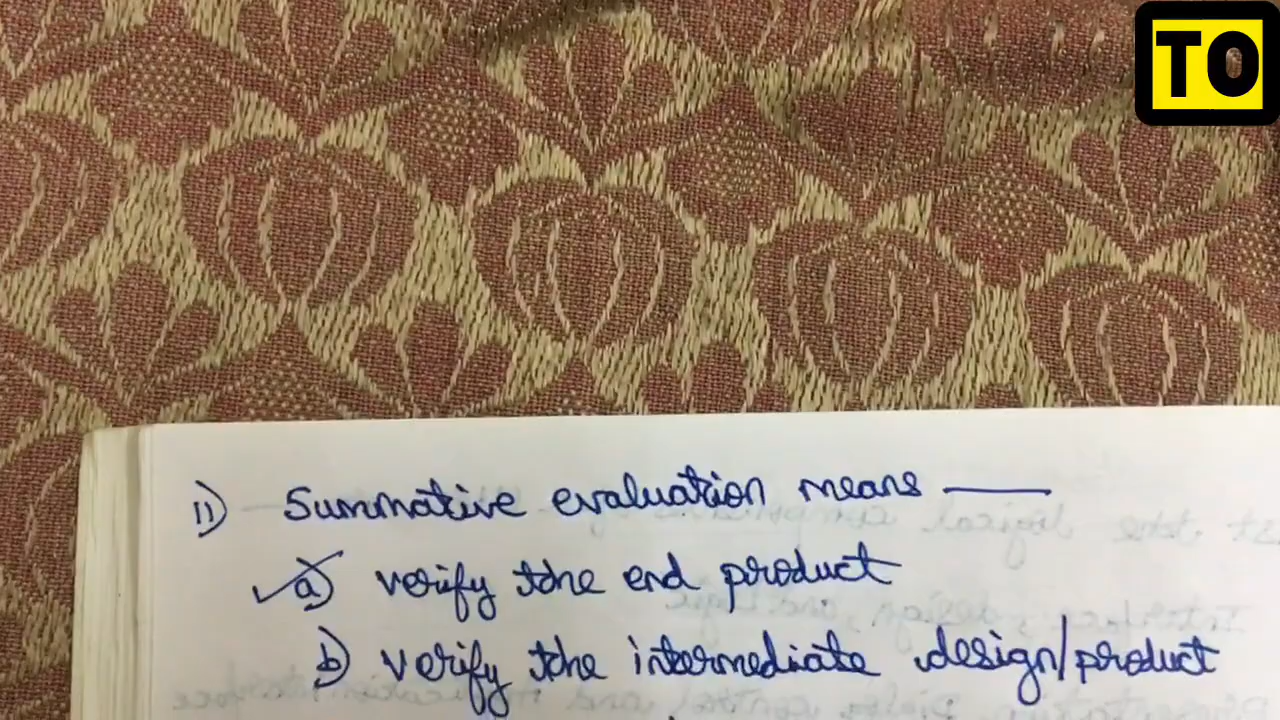 TO
11) Summative evaluation means ——
a) verify the end product
b) verify the intermediate design/product